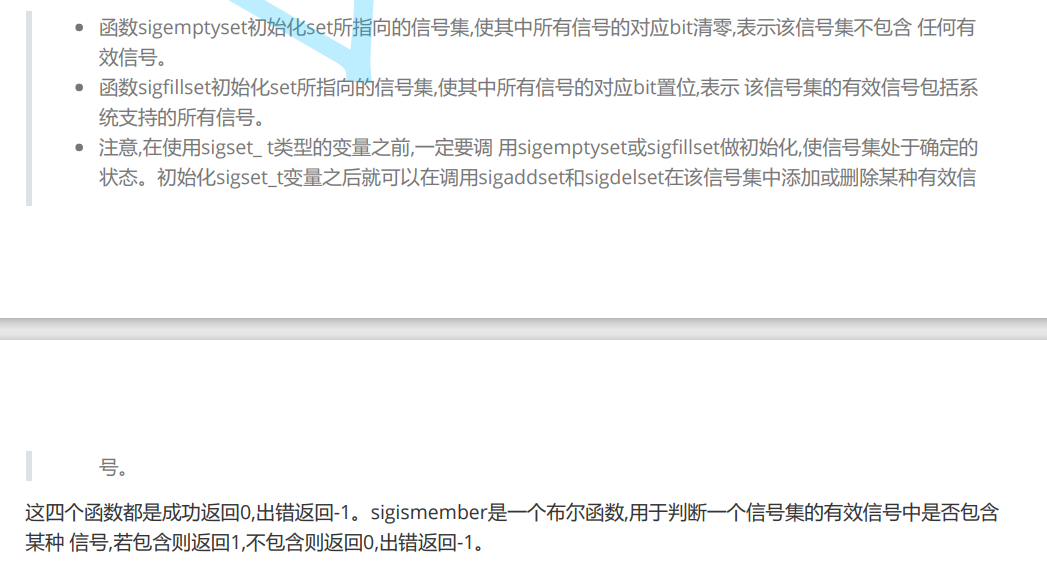 函数sigemptyset初始化set所指向的信号集,使其中所有信号的对应bit清零,表示该信号集不包含 任何有
效信号。
函数sigfillset初始化set所指向的信号集,使其中所有信号的对应bit置位,表示 该信号集的有效信号包括系
统支持的所有信号。
注意,在使用sigset_ t类型的变量之前,一定要调 用sigemptyset或sigfillset做初始化,使信号集处于确定的
状态。初始化sigset_t变量之后就可以在调用sigaddset和sigdelset在该信号集中添加或删除某种有效信
号。
这四个函数都是成功返回0,出错返回-1。sigismember是一个布尔函数,用于判断一个信号集的有效信号中是否包含
某种 信号,若包含则返回1,不包含则返回0,出错返回-1。